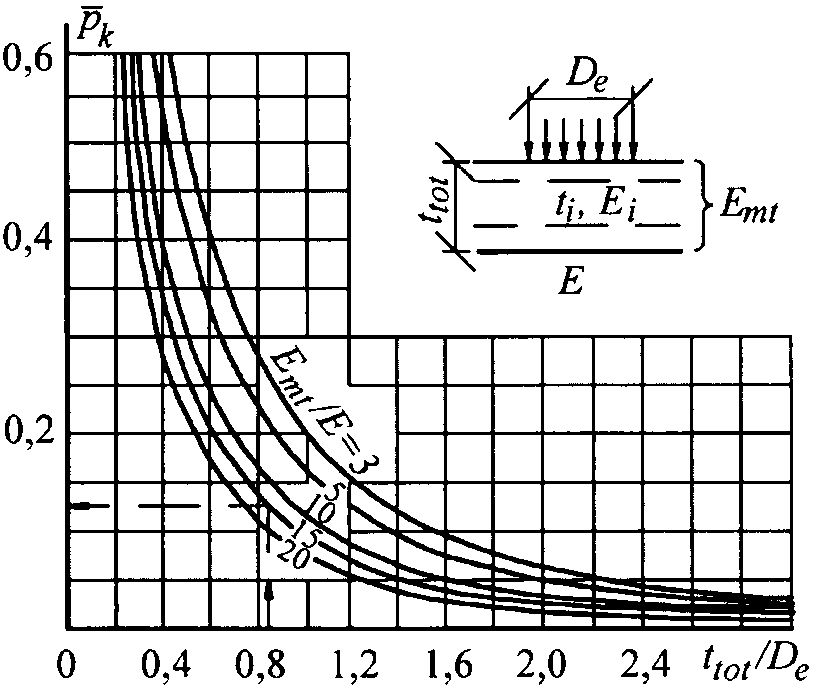 p̄k
0,6
0,4
0,2
0 0,4 0,8 1,2 1,6 2,0 2,4 ttot/De
Emt/E=3
5
10
15
20
De
ttot
ti, Ei
Emt
E